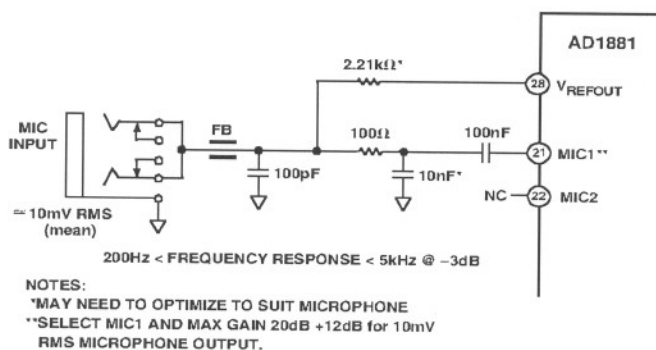 AD1881
2.21kΩ*
28 VREFOUT
MIC INPUT
FB
100Ω
100nF
21 MIC1**
100pF
10nF*
NC 22 MIC2
≃ 10mV RMS
(mean)
200Hz < FREQUENCY RESPONSE < 5kHz @ –3dB
NOTES:
*MAY NEED TO OPTIMIZE TO SUIT MICROPHONE
**SELECT MIC1 AND MAX GAIN 20dB +12dB for 10mV
RMS MICROPHONE OUTPUT.